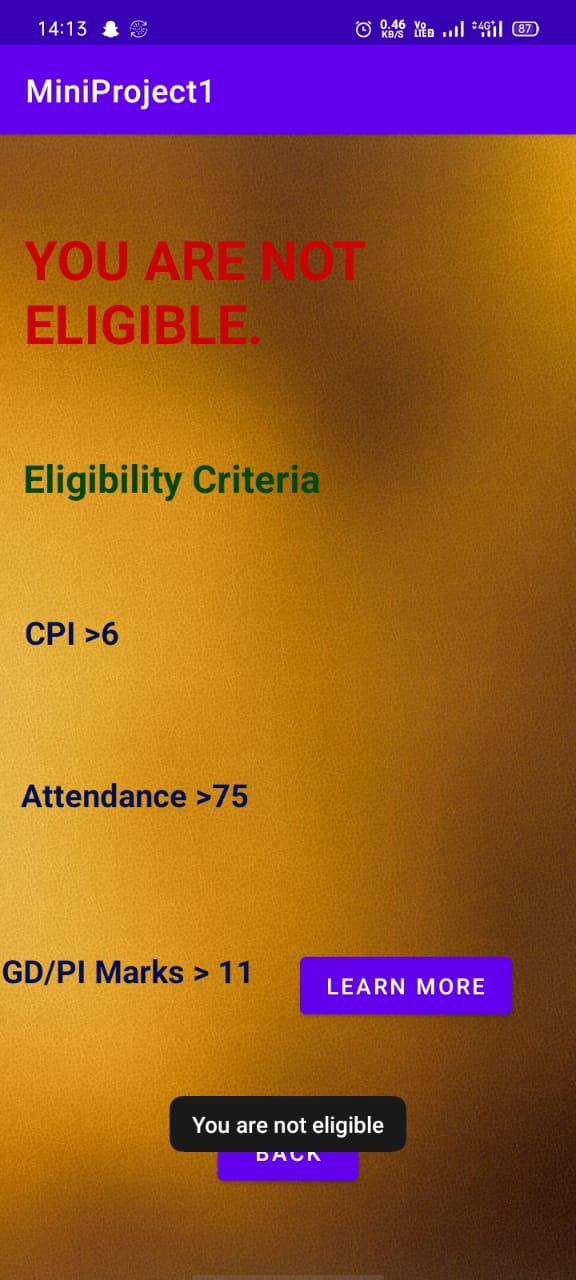 14:13
0.46 KB/S
Vo LTE
4G+
87
MiniProject1
YOU ARE NOT
ELIGIBLE.
Eligibility Criteria
CPI >6
Attendance >75
GD/PI Marks > 11
LEARN MORE
You are not eligible
BACK